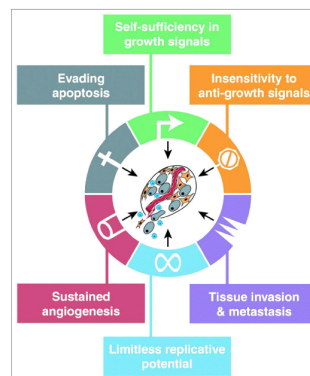 Self-sufficiency in
growth signals
Evading
apoptosis
Insensitivity to
anti-growth signals
Sustained
angiogenesis
Tissue invasion
& metastasis
Limitless replicative
potential